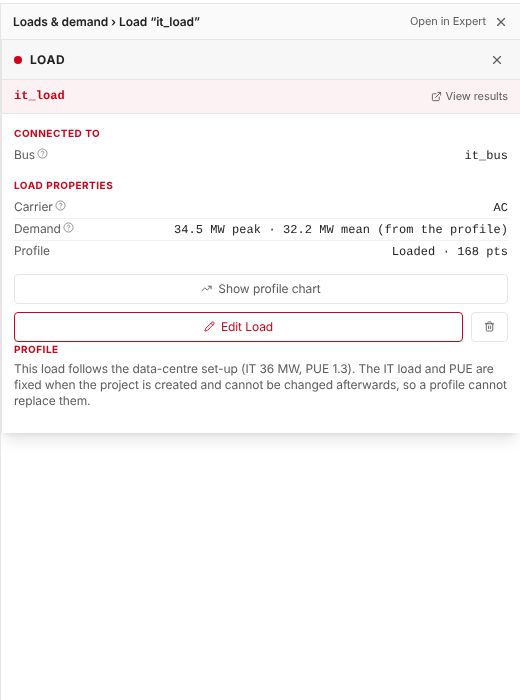 Loads & demand › Load “it_load”
Open in Expert
LOAD
it_load
View results
CONNECTED TO
Bus
it_bus
LOAD PROPERTIES
Carrier
AC
Demand
34.5 MW peak · 32.2 MW mean (from the profile)
Profile
Loaded · 168 pts
Show profile chart
Edit Load
PROFILE
This load follows the data-centre set-up (IT 36 MW, PUE 1.3). The IT load and PUE are
fixed when the project is created and cannot be changed afterwards, so a profile cannot
replace them.